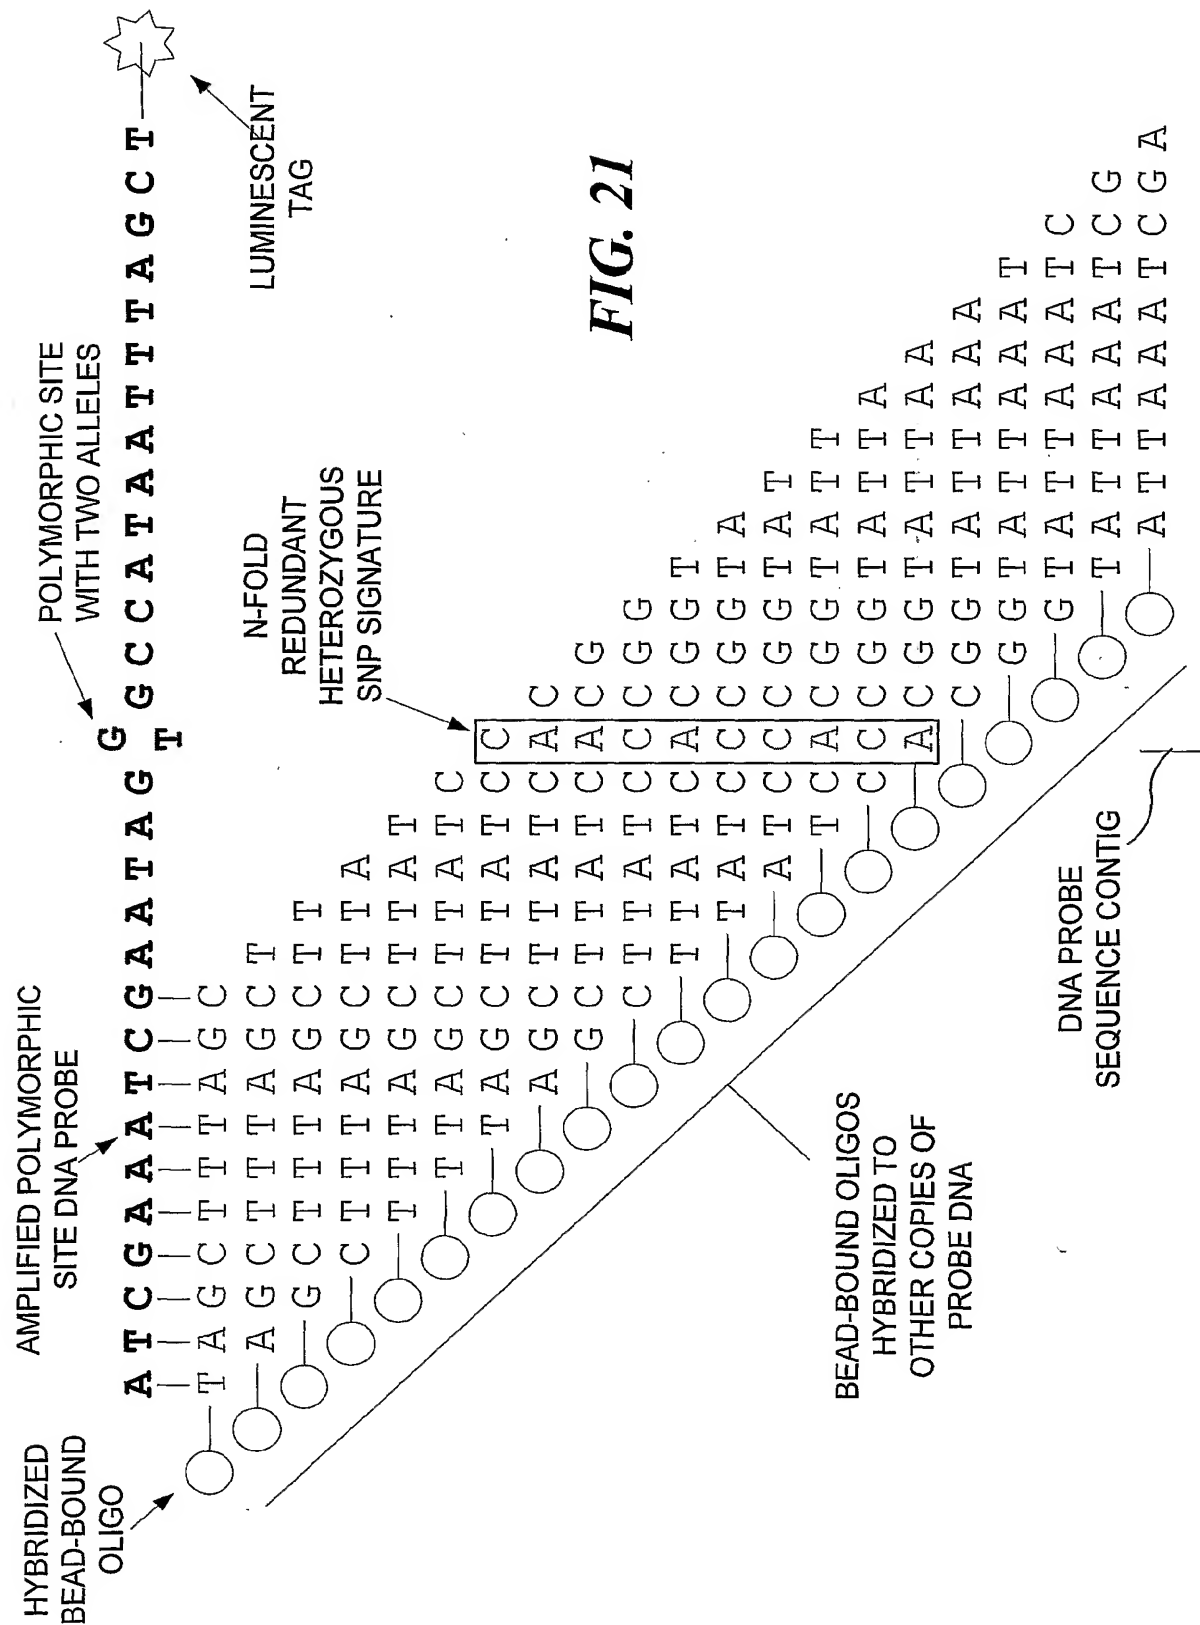 HYBRIDIZED
BEAD-BOUND
OLIGO
AMPLIFIED POLYMORPHIC
SITE DNA PROBE
POLYMORPHIC SITE
WITH TWO ALLELES
G
A T C G A A A T C G A A T A G G C C A T A A T T T A G C T
T
LUMINESCENT
TAG
N-FOLD
REDUNDANT
HETEROZYGOUS
SNP SIGNATURE
T A G C T T T A G C
A G C T T T A G C T
G C T T T A G C T T
C T T T A G C T T A
T T T A G C T T A T
T T A G C T T A T C
T A G C T T A T C C
A G C T T A T C A C
G C T T A T C A C G
C T T A T C C C G G
T T A T C A C G G T
T A T C C C G G T A
A T C C C G G T A T
T C A C G G T A T T
C C C G G T A T T A
A C G G T A T T A A
C G G T A T T A A A
G G T A T T A A A T
G T A T T A A A T C
T A T T A A A T C G
A T T A A A T C G A
FIG. 21
BEAD-BOUND OLIGOS
HYBRIDIZED TO
OTHER COPIES OF
PROBE DNA
DNA PROBE
SEQUENCE CONTIG